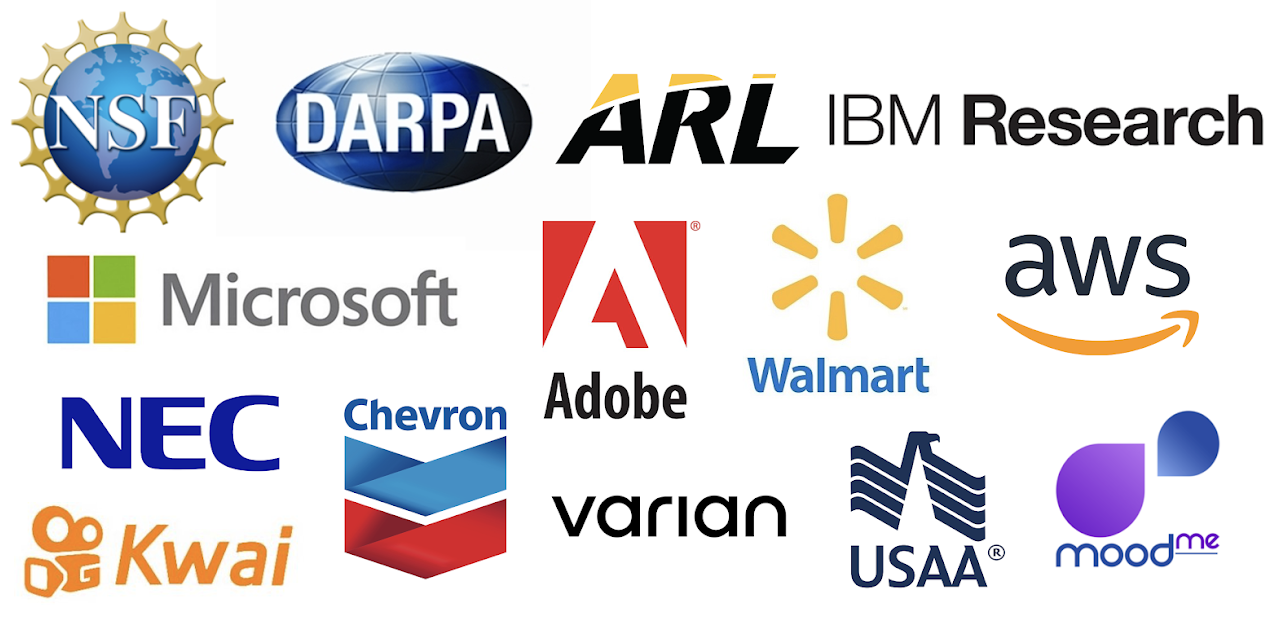 NSF
DARPA
ARL
IBM Research
Microsoft
Adobe
®
Walmart
aws
NEC
Chevron
varian
USAA®
moodme
Kwai